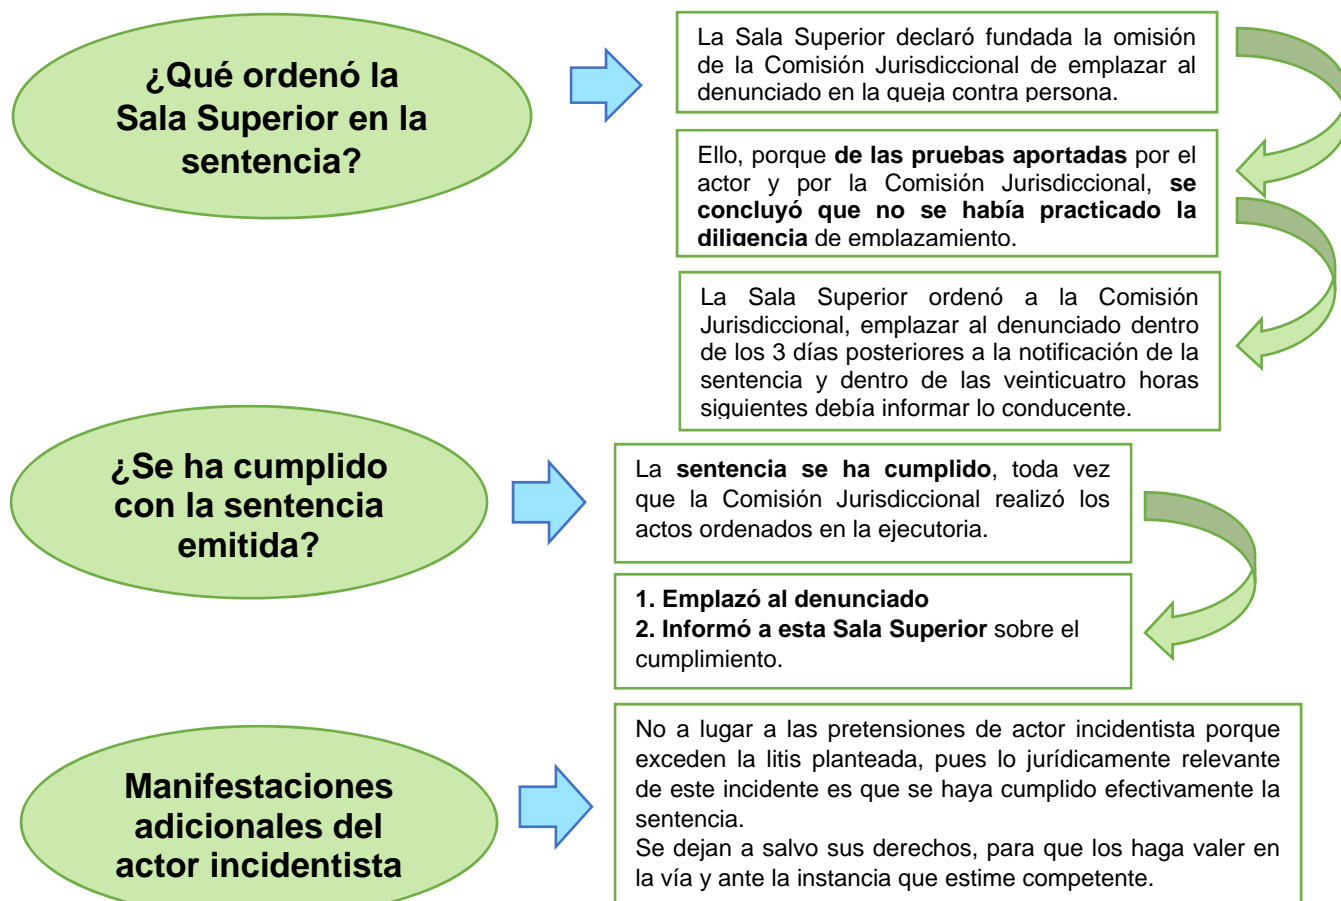 ¿Qué ordenó la
Sala Superior en la
sentencia?
La Sala Superior declaró fundada la omisión
de la Comisión Jurisdiccional de emplazar al
denunciado en la queja contra persona.
Ello, porque de las pruebas aportadas por el
actor y por la Comisión Jurisdiccional, se
concluyó que no se había practicado la
diligencia de emplazamiento.
La Sala Superior ordenó a la Comisión
Jurisdiccional, emplazar al denunciado dentro
de los 3 días posteriores a la notificación de la
sentencia y dentro de las veinticuatro horas
siguientes debía informar lo conducente.
¿Se ha cumplido
con la sentencia
emitida?
La sentencia se ha cumplido, toda vez
que la Comisión Jurisdiccional realizó los
actos ordenados en la ejecutoria.
1. Emplazó al denunciado
2. Informó a esta Sala Superior sobre el
cumplimiento.
Manifestaciones
adicionales del
actor incidentista
No a lugar a las pretensiones de actor incidentista porque
exceden la litis planteada, pues lo jurídicamente relevante
de este incidente es que se haya cumplido efectivamente la
sentencia.
Se dejan a salvo sus derechos, para que los haga valer en
la vía y ante la instancia que estime competente.